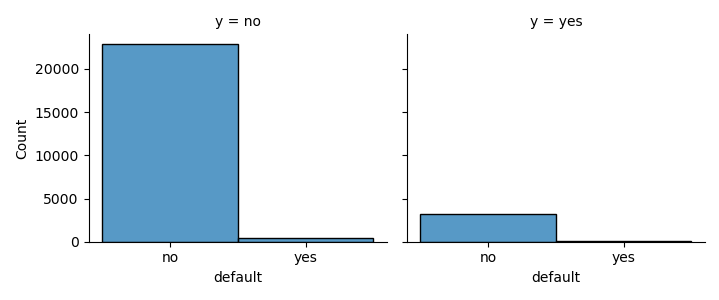 y = no
y = yes
Count
20000
15000
10000
5000
0
no
yes
no
yes
default
default